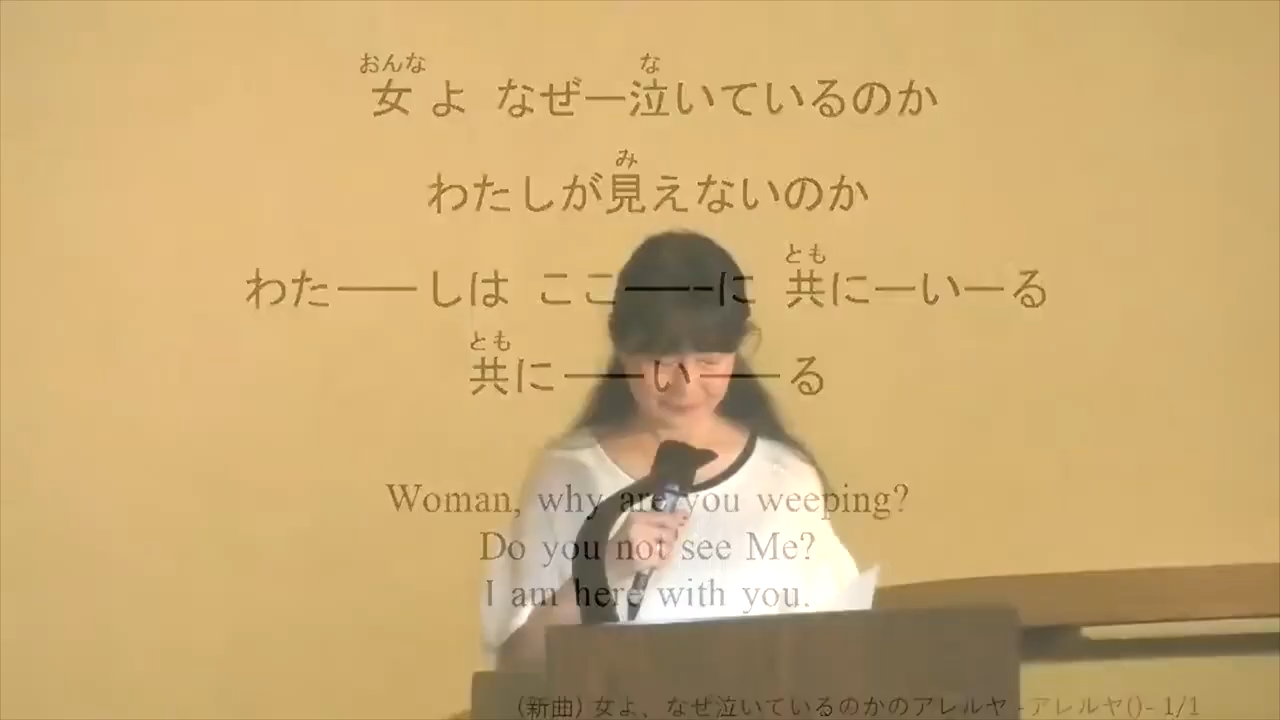 おんな な
女よ なぜ―泣いているのか
み
わたしが見えないのか
とも
わた――しは ここ――-に 共に―い―る
とも
共に――い――る
Woman, why are you weeping?
Do you not see Me?
I am here with you.
(新曲) 女よ、なぜ泣いているのかのアレルヤ -アレルヤ()- 1/1